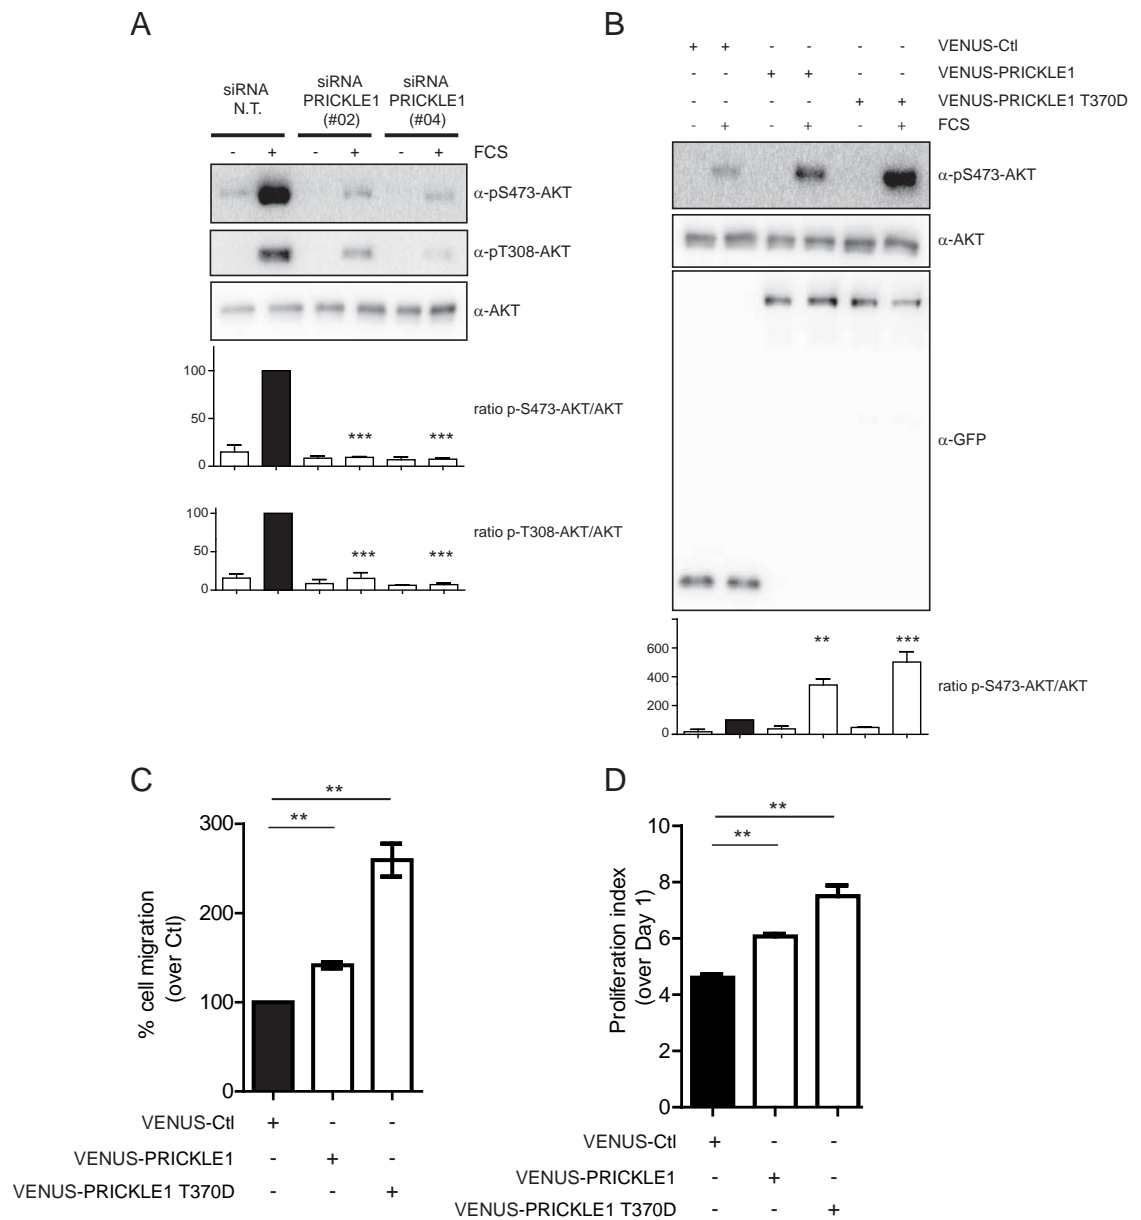 A
siRNA
N.T.
siRNA
PRICKLE1
(#02)
siRNA
PRICKLE1
(#04)
- + - + - + FCS
α-pS473-AKT
α-pT308-AKT
α-AKT
100
50
0
*** ***
ratio p-S473-AKT/AKT
100
50
0
*** ***
ratio p-T308-AKT/AKT
B
+ + - - - - VENUS-Ctl
- - + + - - VENUS-PRICKLE1
- - - - + + VENUS-PRICKLE1 T370D
- + - + - + FCS
α-pS473-AKT
α-AKT
α-GFP
600
400
200
0
** ***
ratio p-S473-AKT/AKT
C
**
**
300
200
100
0
% cell migration
(over Ctl)
VENUS-Ctl + - -
VENUS-PRICKLE1 - + -
VENUS-PRICKLE1 T370D - - +
D
**
**
10
8
6
4
2
0
Proliferation index
(over Day 1)
VENUS-Ctl + - -
VENUS-PRICKLE1 - + -
VENUS-PRICKLE1 T370D - - +